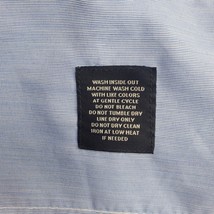 WASH INSIDE OUT
MACHINE WASH COLD
WITH LIKE COLORS
AT GENTLE CYCLE
DO NOT BLEACH
DO NOT TUMBLE DRY
LINE DRY ONLY
DO NOT DRY CLEAN
IRON AT LOW HEAT
IF NEEDED